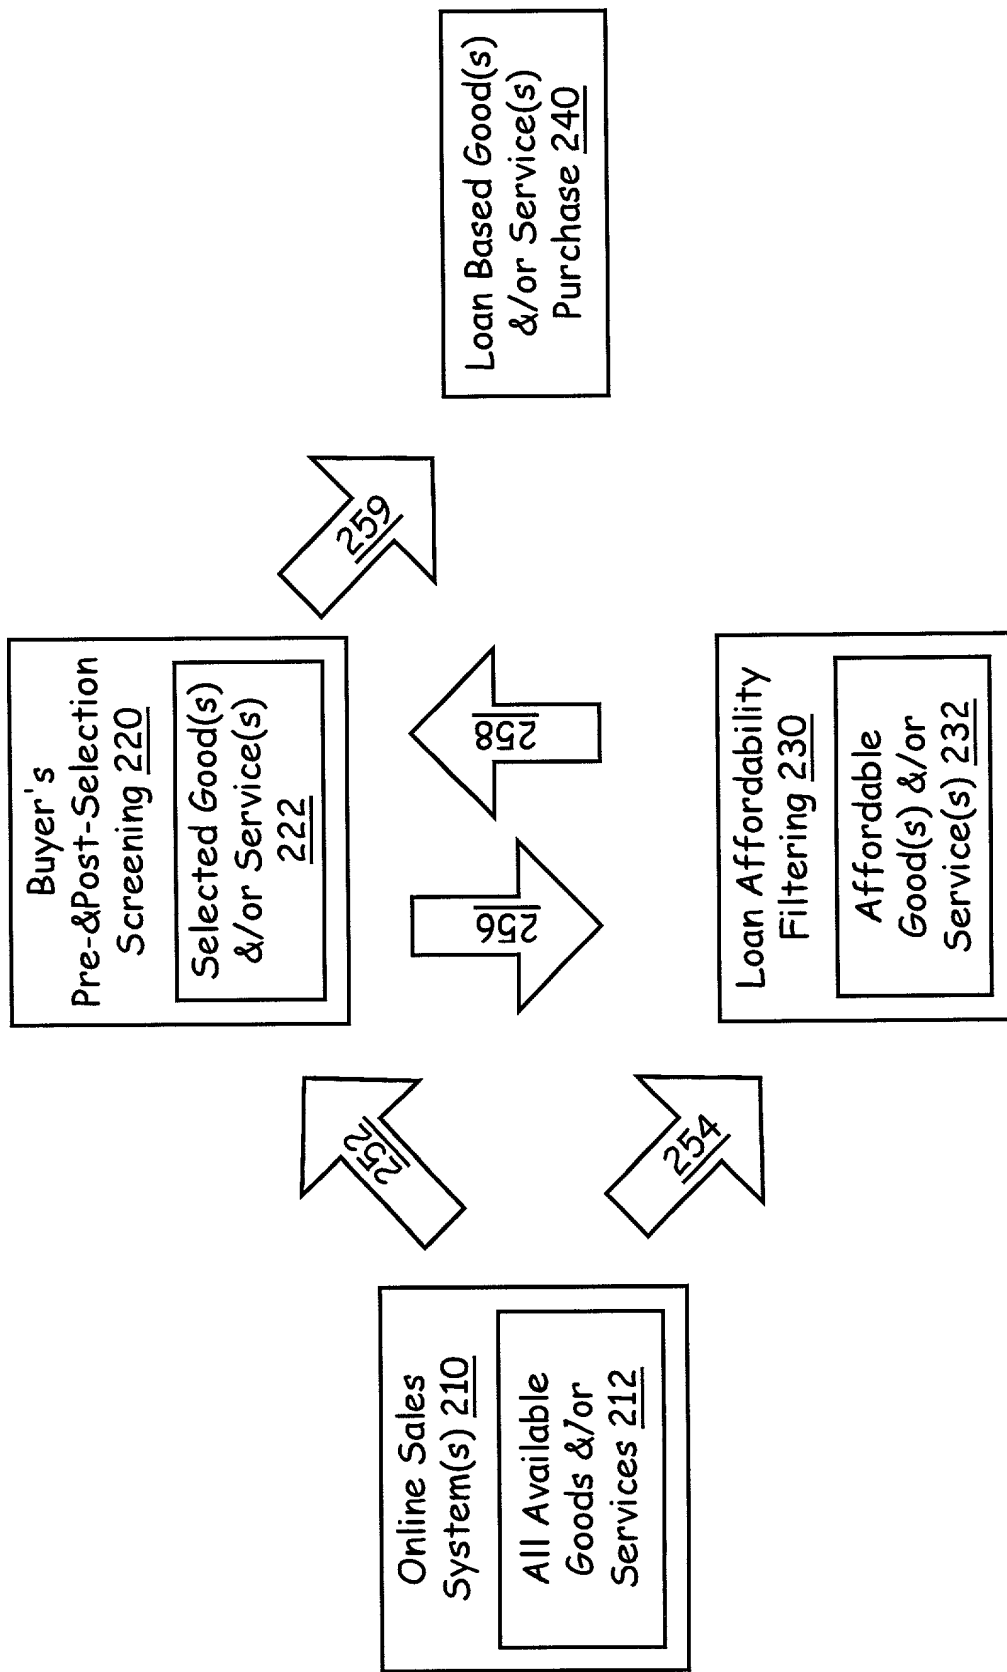 Online Sales
System(s) 210
All Available
Goods &/or
Services 212
252
254
Buyer's
Pre-&Post-Selection
Screening 220
Selected Good(s)
&/or Service(s)
222
256
258
Loan Affordability
Filtering 230
Affordable
Good(s) &/or
Service(s) 232
259
Loan Based Good(s)
&/or Service(s)
Purchase 240